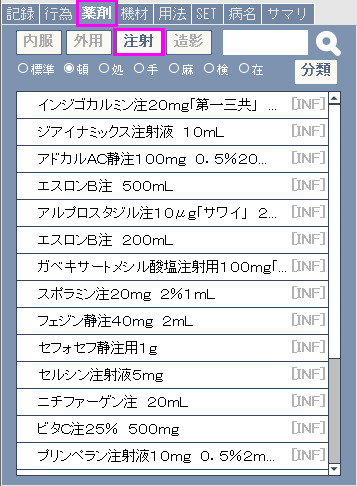 記録 行為 薬剤 機材 用法 SET 病名 サマリ
内服 外用 注射 造影
標準 頓 処 手 麻 検 在 分類
インジゴカルミン注20mg「第一三共」 ... [INF]
ジアイナミックス注射液 10mL [INF]
アドカルAC静注100mg 0.5%20... [INF]
エスロンB注 500mL [INF]
アルプロスタジル注10μg「サワイ」 2... [INF]
エスロンB注 200mL [INF]
ガベキサートメシル酸塩注射用100mg「... [INF]
スポラミン注20mg 2%1mL [INF]
フェジン静注40mg 2mL [INF]
セフォセフ静注用1g [INF]
セルシン注射液5mg [INF]
ニチファーゲン注 20mL [INF]
ビタC注25% 500mg [INF]
プリンペラン注射液10mg 0.5%2m... [INF]